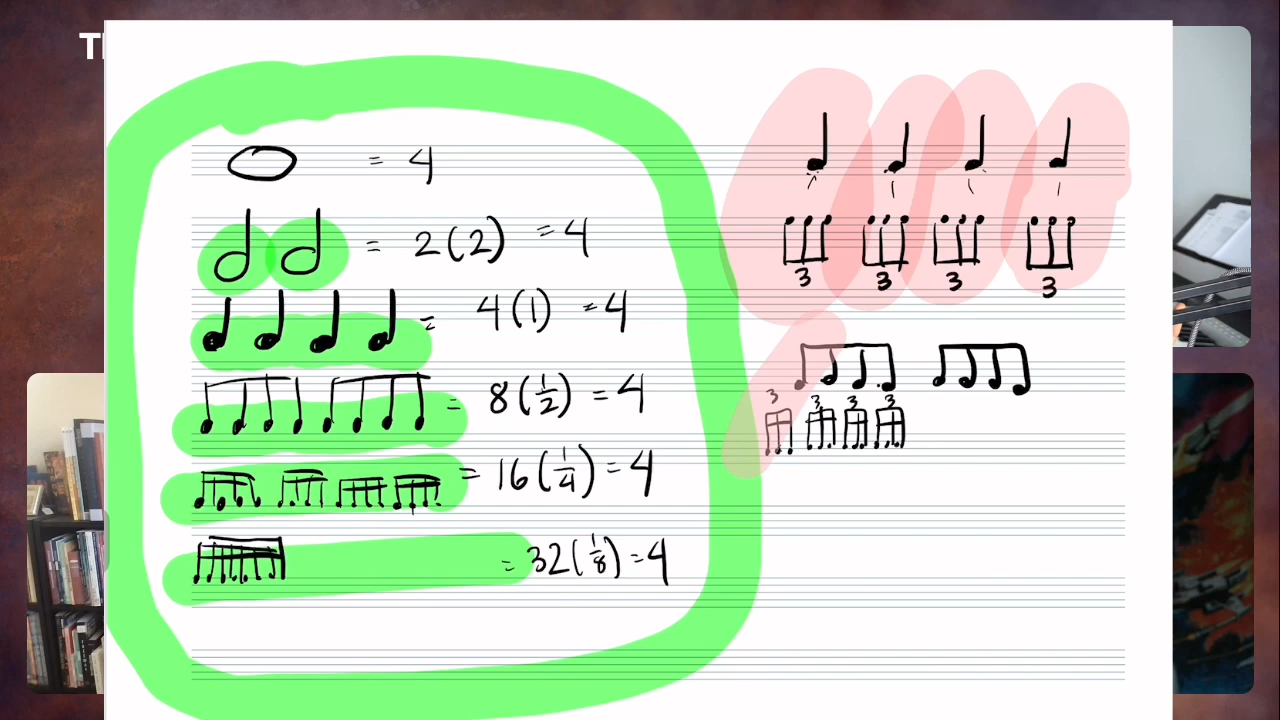 = 4
= 2(2) = 4
= 4(1) = 4
= 8(1/2) = 4
= 16(1/4) = 4
= 32(1/8) = 4
3 3 3 3
3 3 3 3